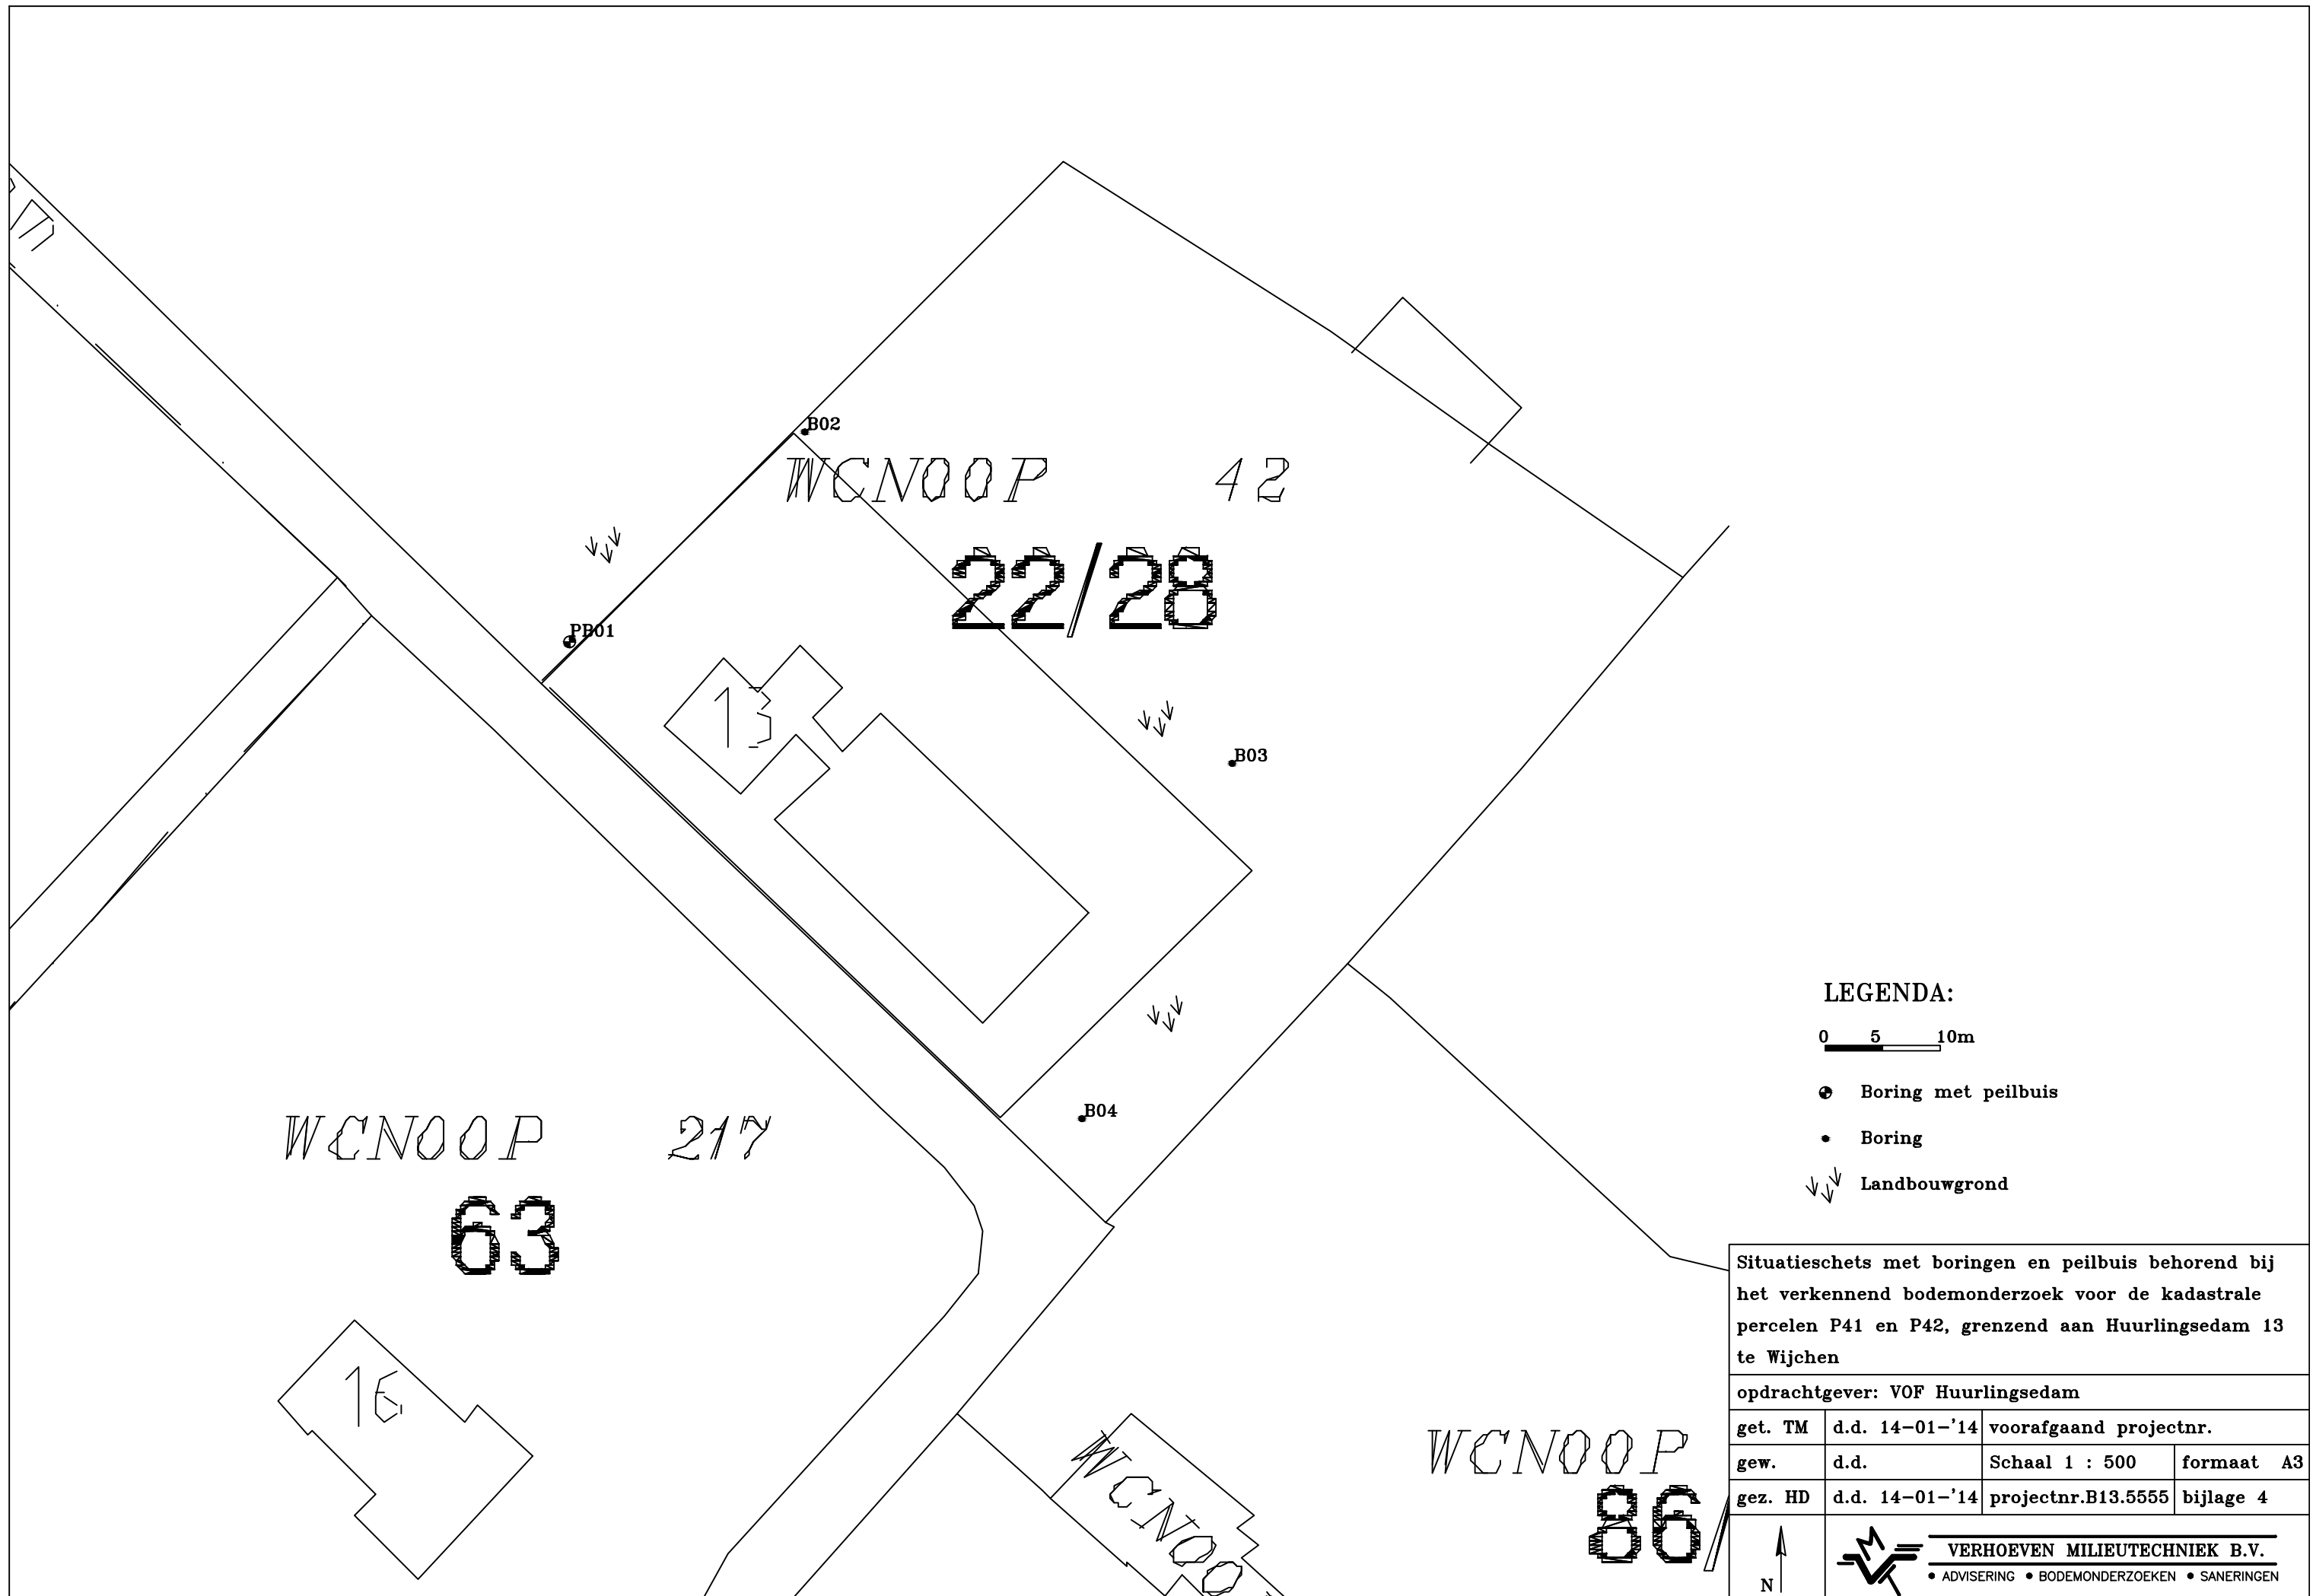 B02
WCNOOP 42
22/28
PB01
13
B03
B04
WCNOOP 217
63
16
WCNOO
WCNOOP
86/
LEGENDA:
0 5 10m
Boring met peilbuis
Boring
Landbouwgrond
Situatieschets met boringen en peilbuis behorend bij
het verkennend bodemonderzoek voor de kadastrale
percelen P41 en P42, grenzend aan Huurlingsedam 13
te Wijchen
opdrachtgever: VOF Huurlingsedam
get. TM d.d. 14-01-'14 voorafgaand projectnr.
gew. d.d. Schaal 1 : 500 formaat A3
gez. HD d.d. 14-01-'14 projectnr.B13.5555 bijlage 4
N
VERHOEVEN MILIEUTECHNIEK B.V.
• ADVISERING • BODEMONDERZOEKEN • SANERINGEN